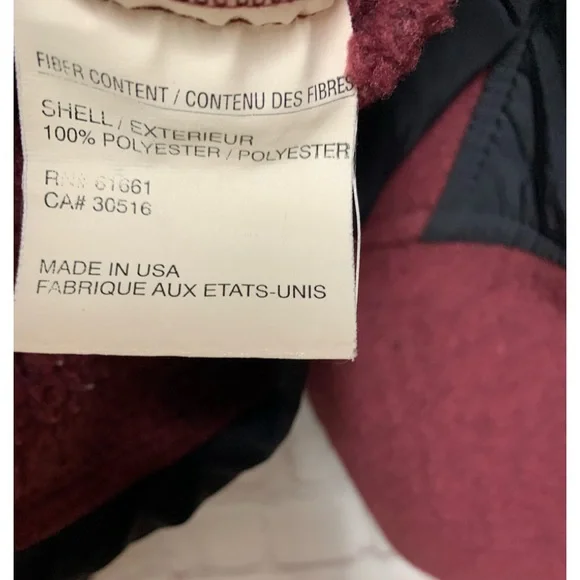 FIBER CONTENT / CONTENU DES FIBRES
SHELL / EXTERIEUR
100% POLYESTER / POLYESTER
RN# 61661
CA# 30516
MADE IN USA
FABRIQUE AUX ETATS-UNIS